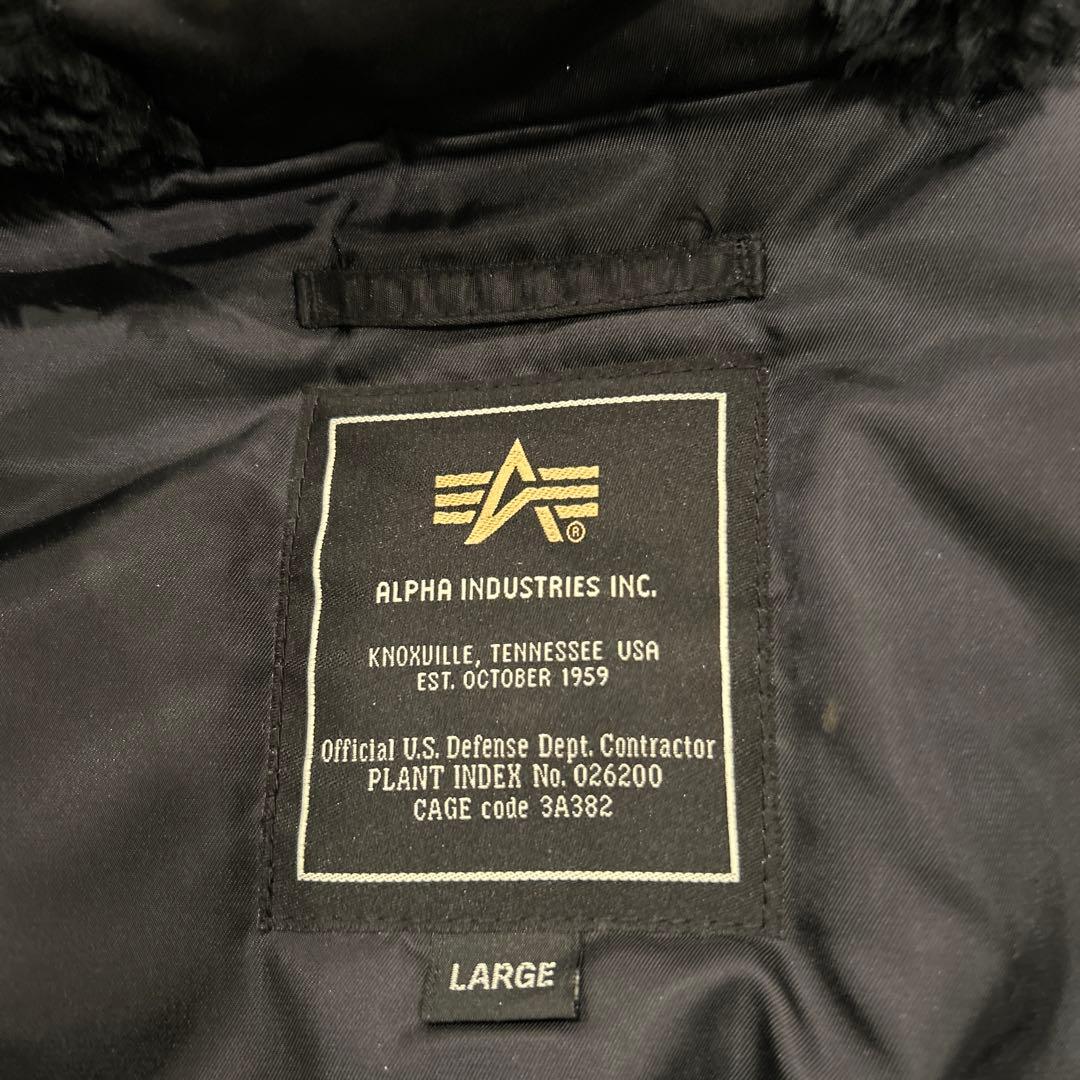 ®
ALPHA INDUSTRIES INC.
KNOXVILLE, TENNESSEE USA
EST. OCTOBER 1959
Official U.S. Defense Dept. Contractor
PLANT INDEX No. 026200
CAGE code 3A382
LARGE